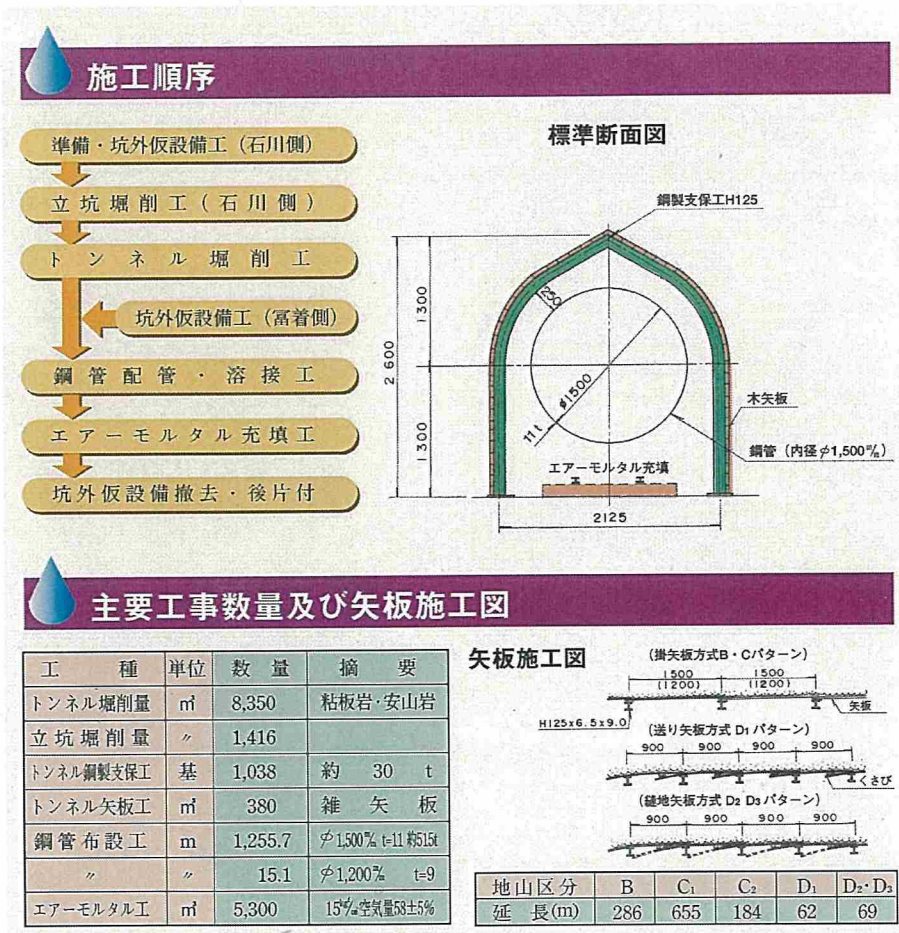 施工順序
準備・坑外仮設備工(石川側)
立坑堀削工(石川側)
トンネル堀削工
坑外仮設備工(冨着側)
鋼管配管・溶接工
エアーモルタル充填工
坑外仮設備撤去・後片付
標準断面図
鋼製支保工H125
250
1300
2600
1300
φ1500
11t
木矢板
鋼管(内径φ1,500㎜)
エアーモルタル充填
2125
主要工事数量及び矢板施工図
工種 単位 数量 摘要
トンネル堀削量 ㎥ 8,350 粘板岩・安山岩
立坑堀削量 〃 1,416
トンネル鋼製支保工 基 1,038 約30t
トンネル矢板工 ㎡ 380 雑矢板
鋼管布設工 m 1,255.7 φ1,500㎜ t=11 約515t
〃 15.1 φ1,200㎜ t=9
エアーモルタル工 ㎥ 5,300 空気量58±5%
矢板施工図
(掛矢板方式B・Cパターン)
1500 1500
(1200) (1200)
矢板
H125x6.5x9.0
(送り矢板方式 D₁ パターン)
900 900 900 900
くさび
(縫地矢板方式 D₂ D₃ パターン)
900 900 900 900
地山区分 B C₁ C₂ D₁ D₂・D₃
延長(m) 286 655 184 62 69